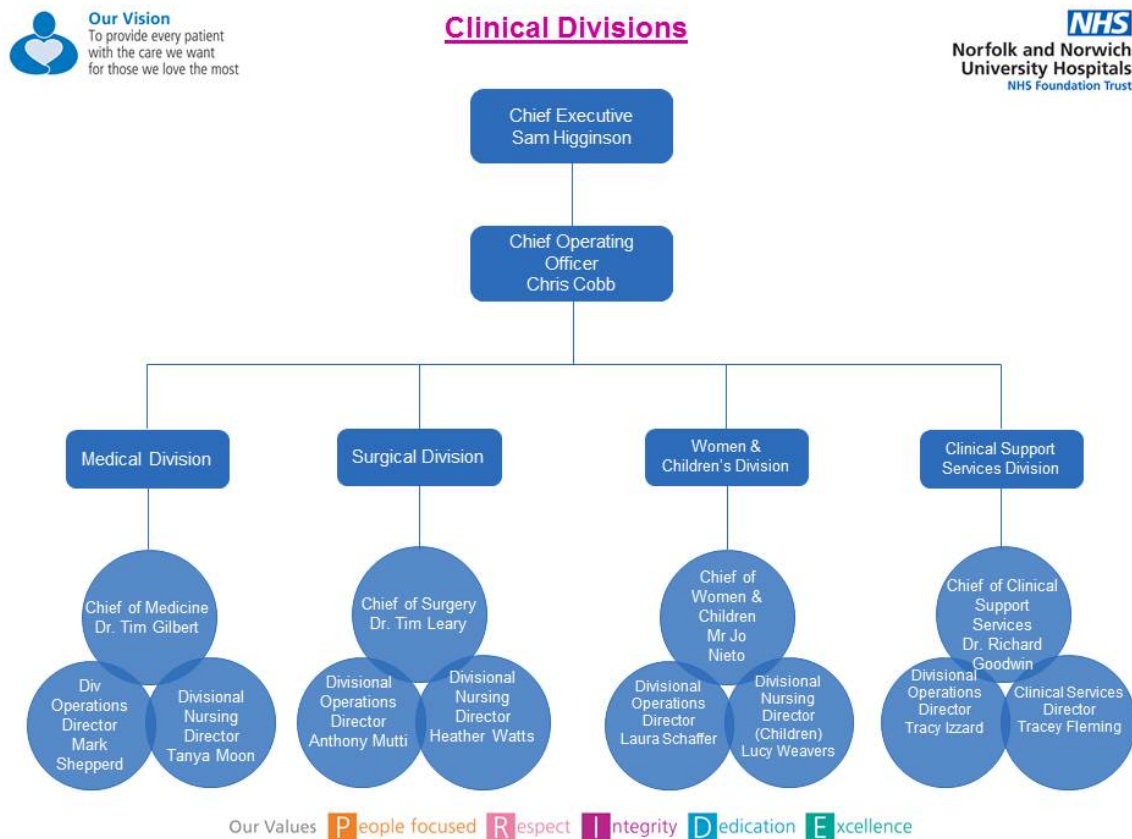 Our Vision
To provide every patient
with the care we want
for those we love the most
Clinical Divisions
NHS
Norfolk and Norwich
University Hospitals
NHS Foundation Trust
Chief Executive
Sam Higginson
Chief Operating
Officer
Chris Cobb
Medical Division
Surgical Division
Women &
Children's Division
Clinical Support
Services Division
Chief of Medicine
Dr. Tim Gilbert
Div
Operations
Director
Mark
Shepperd
Divisional
Nursing
Director
Tanya Moon
Chief of Surgery
Dr. Tim Leary
Divisional
Operations
Director
Anthony Mutti
Divisional
Nursing
Director
Heather Watts
Chief of
Women &
Children
Mr Jo
Nieto
Divisional
Operations
Director
Laura Schaffer
Divisional
Nursing
Director
(Children)
Lucy Weavers
Chief of Clinical
Support
Services
Dr. Richard
Goodwin
Divisional
Operations
Director
Tracy Izzard
Clinical Services
Director
Tracey Fleming
Our Values People focused Respect Integrity Dedication Excellence